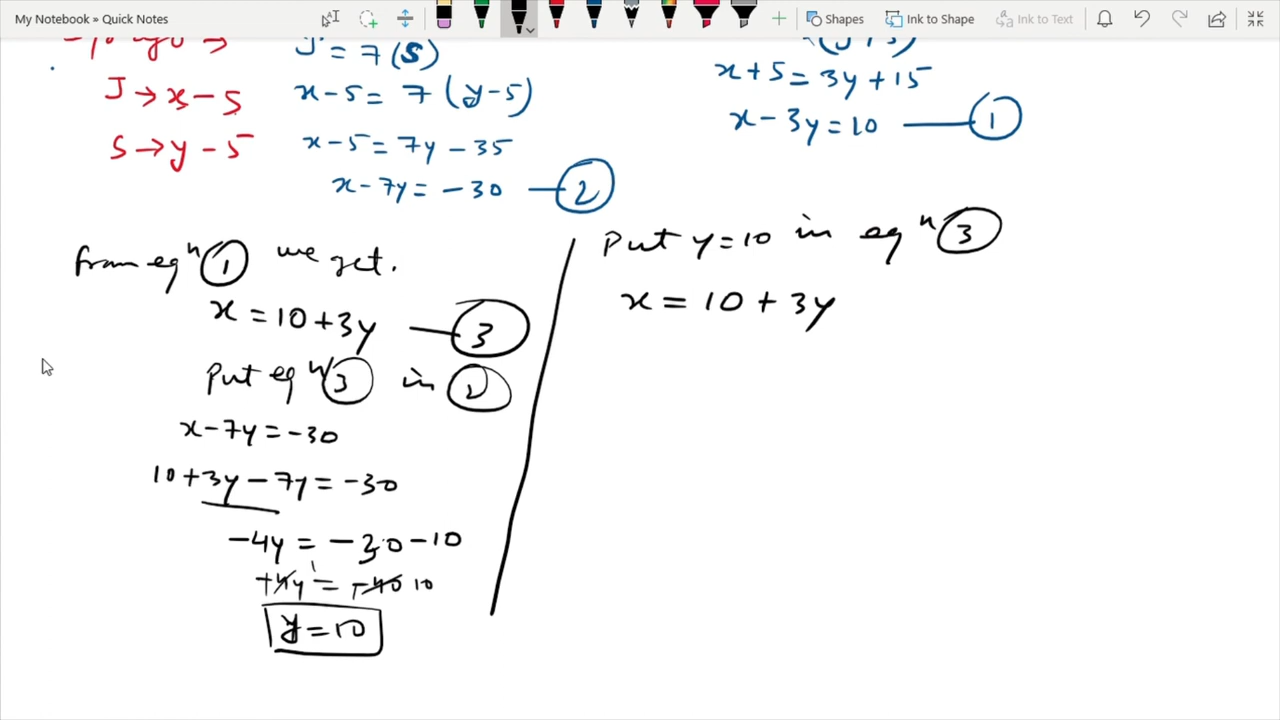 My Notebook » Quick Notes
Shapes
Ink to Shape
Ink to Text
J = 7 (S)
J → x - 5
x - 5 = 7 (y - 5)
S → y - 5
x - 5 = 7y - 35
x - 7y = -30 — 2
x + 5 = 3y + 15
x - 3y = 10 — 1
from eqn 1 we get.
x = 10 + 3y — 3
Put eqn 3 in 2
x - 7y = -30
10 + 3y - 7y = -30
-4y = -30 - 10
+4y = -40 10
y = 10
Put y = 10 in eqn 3
x = 10 + 3y